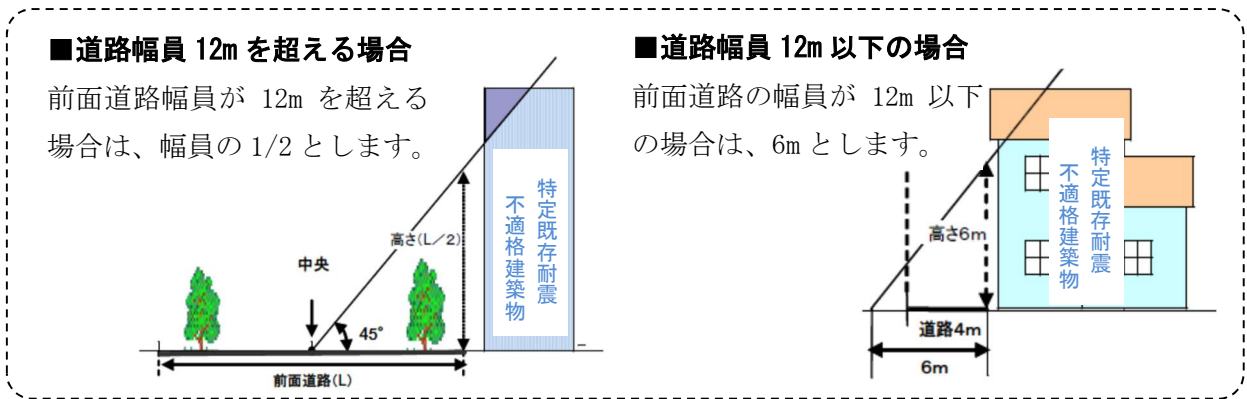 ■道路幅員 12m を超える場合
前面道路幅員が 12m を超える
場合は、幅員の 1/2 とします。
高さ(L/2)
特定既存耐震
不適格建築物
中央
45°
前面道路(L)
■道路幅員 12m 以下の場合
前面道路の幅員が 12m 以下
の場合は、6m とします。
特定既存耐震
不適格建築物
高さ6m
道路4m
6m